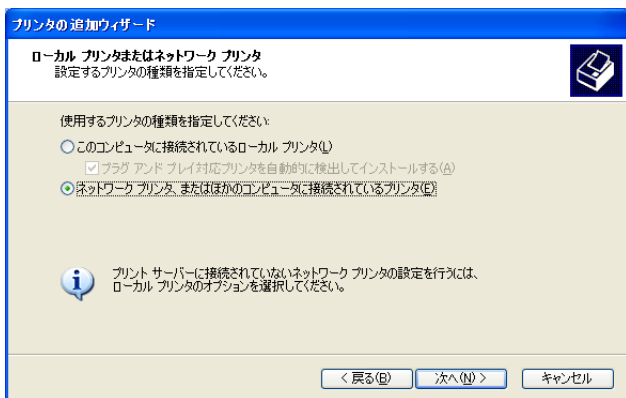 プリンタの追加ウィザード
ローカル プリンタまたはネットワーク プリンタ
設定するプリンタの種類を指定してください。
使用するプリンタの種類を指定してください:
このコンピュータに接続されているローカル プリンタ(L)
プラグ アンド プレイ対応プリンタを自動的に検出してインストールする(A)
ネットワーク プリンタ、またはほかのコンピュータに接続されているプリンタ(E)
プリント サーバーに接続されていないネットワーク プリンタの設定を行うには、
ローカル プリンタのオプションを選択してください。
< 戻る(B) 次へ(N) > キャンセル